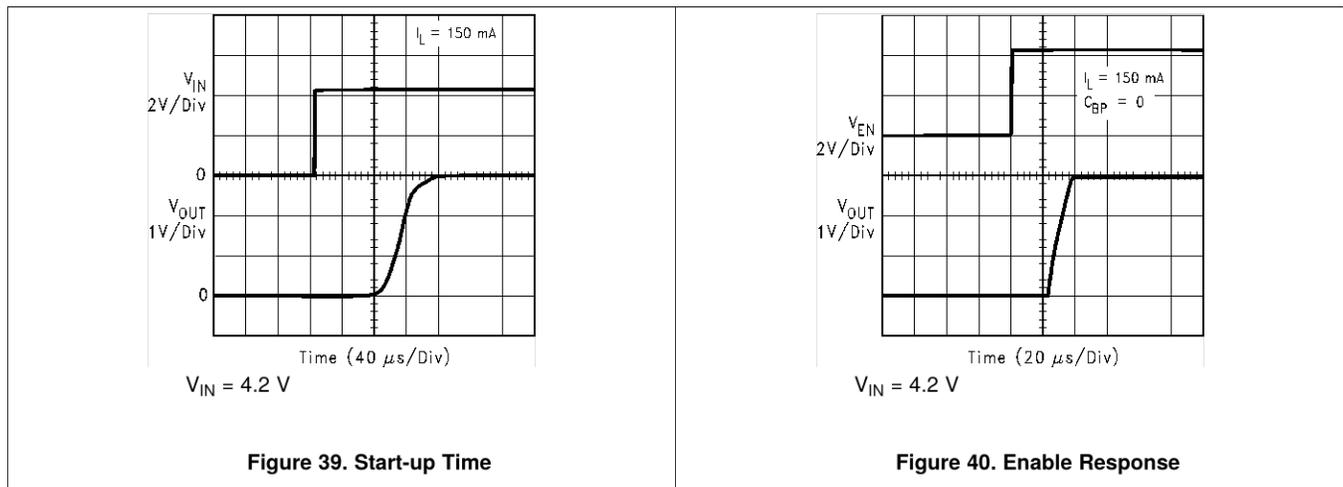 I_L = 150 mA
V_IN
2V/Div
0
V_OUT
1V/Div
0
Time (40 μs/Div)
V_IN = 4.2 V
Figure 39. Start-up Time
I_L = 150 mA
C_BP = 0
V_EN
2V/Div
V_OUT
1V/Div
Time (20 μs/Div)
V_IN = 4.2 V
Figure 40. Enable Response